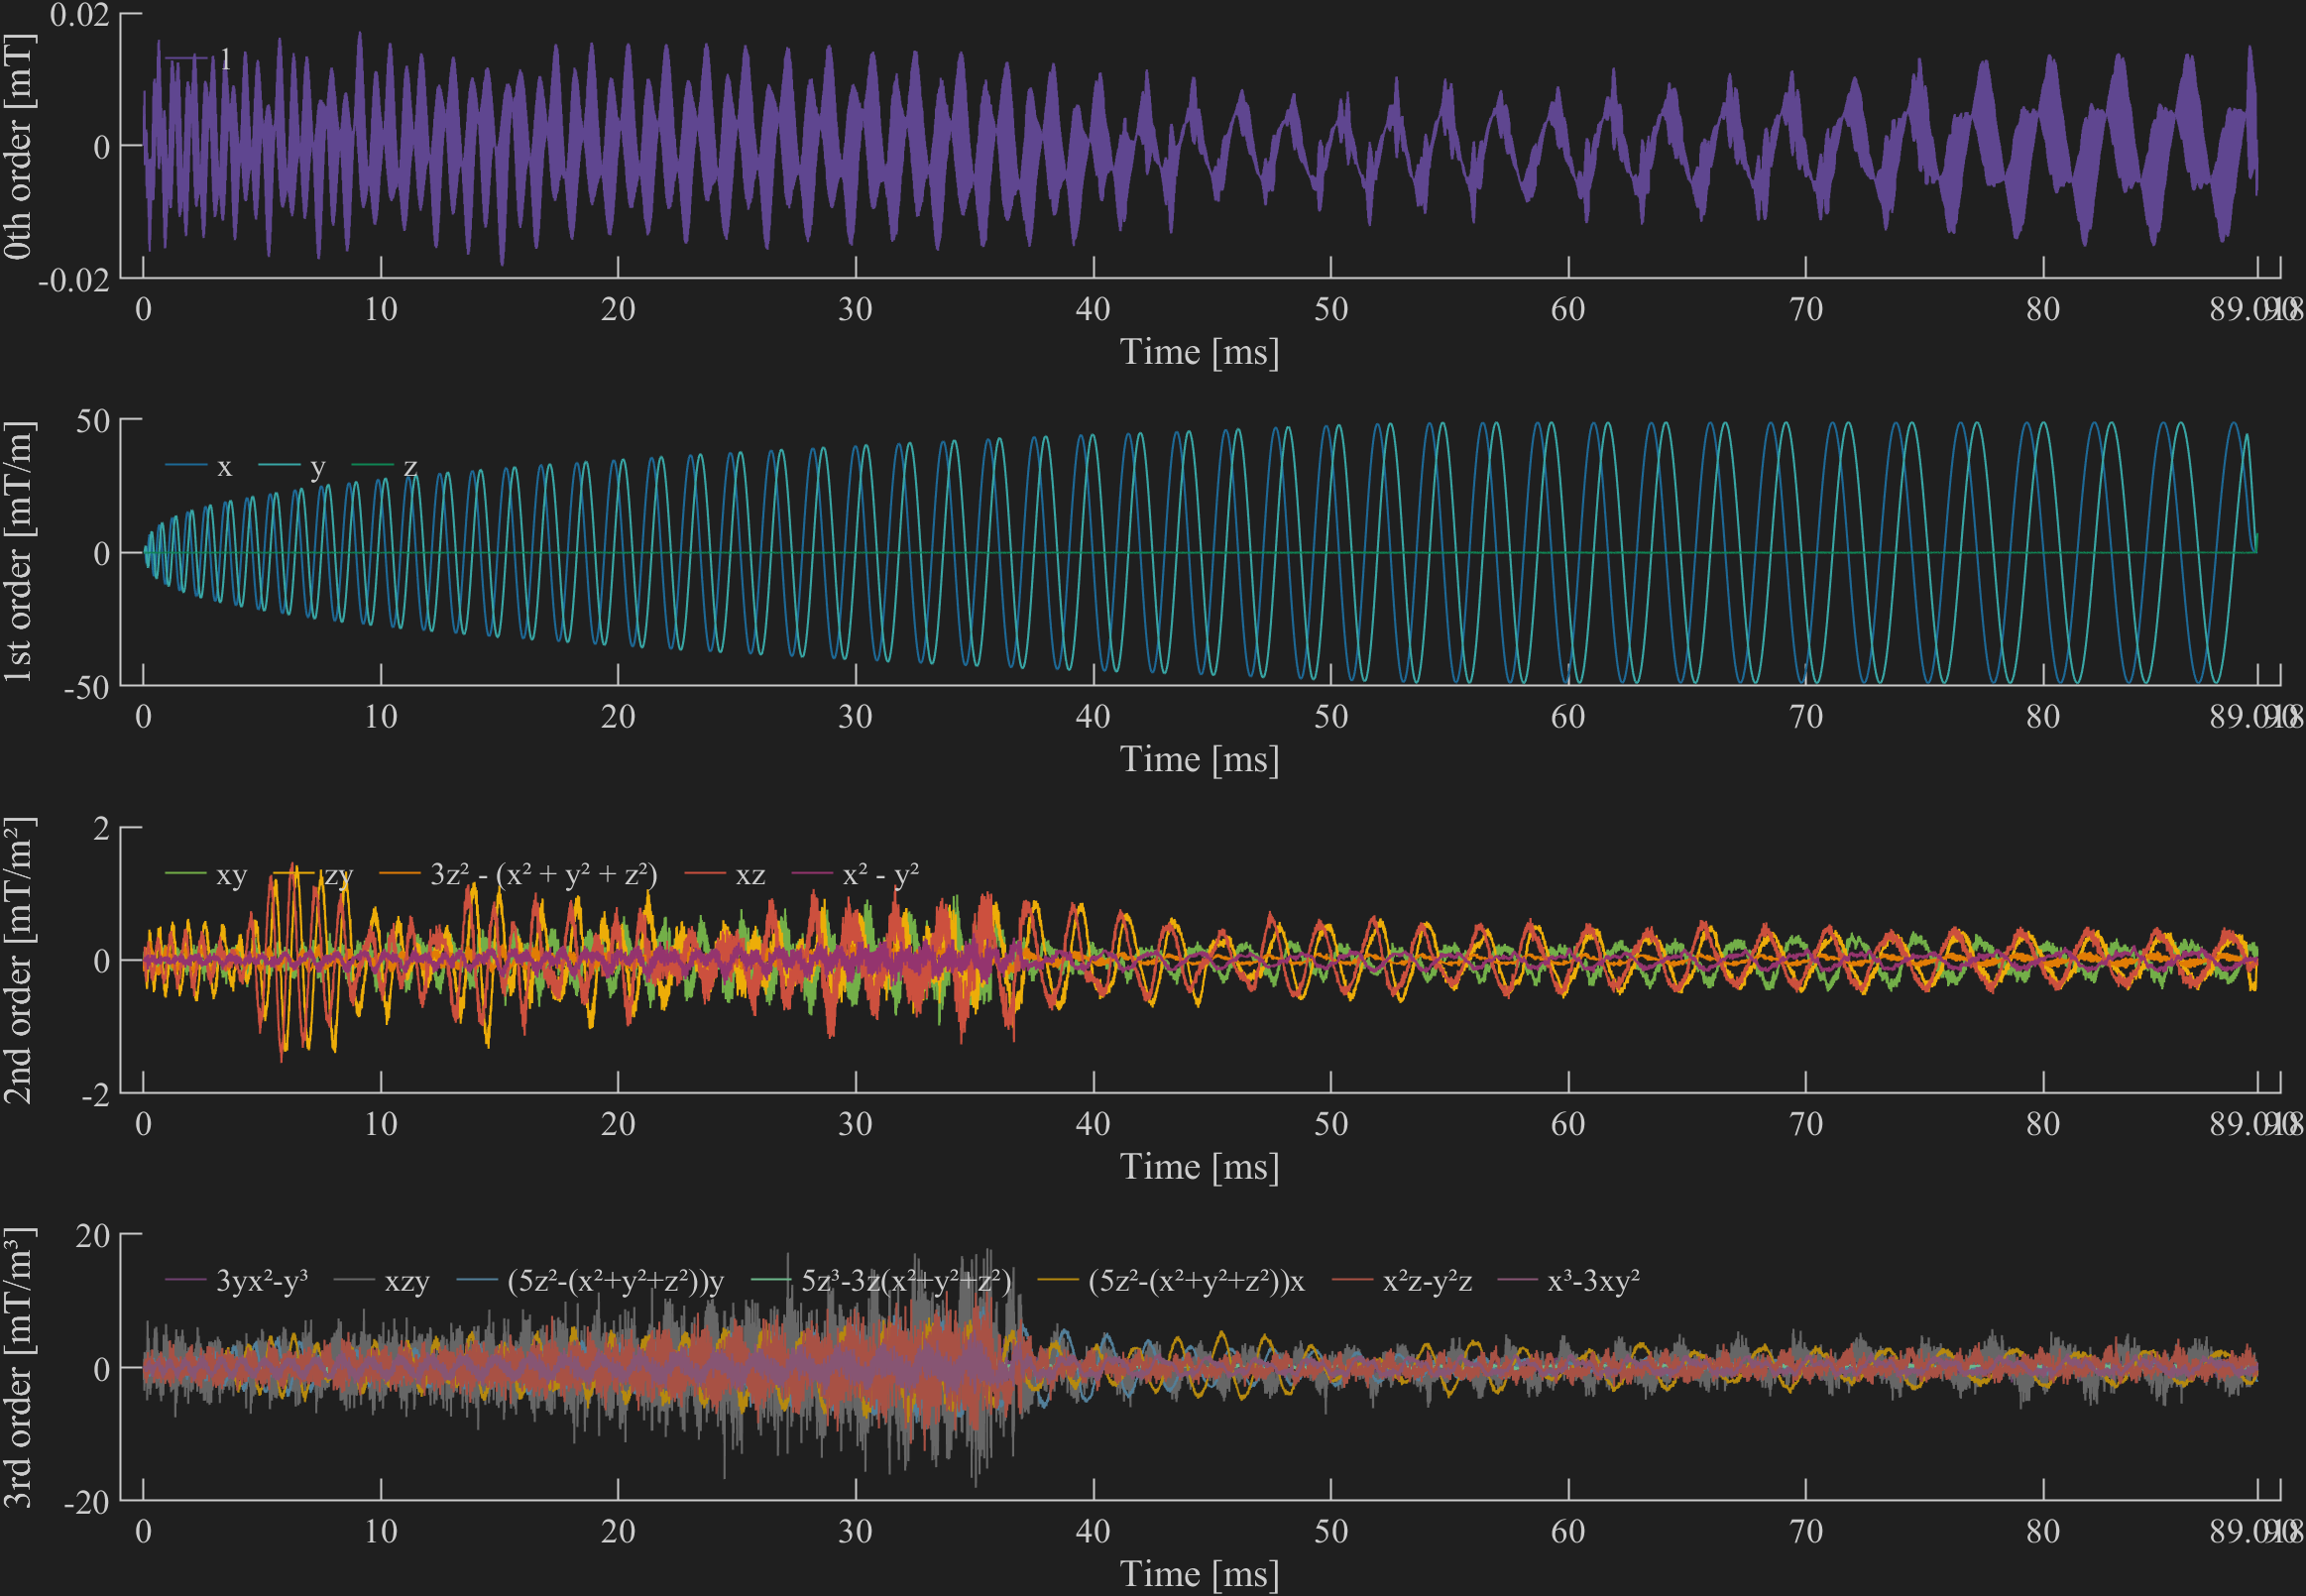 0th order [mT]
0.02
0
-0.02
1
0 10 20 30 40 50 60 70 80
Time [ms]
1st order [mT/m]
50
0
-50
x y z
0 10 20 30 40 50 60 70 80
Time [ms]
2nd order [mT/m²]
2
0
-2
xy zy 3z² - (x² + y² + z²) xz x² - y²
0 10 20 30 40 50 60 70 80
Time [ms]
3rd order [mT/m³]
20
0
-20
3yx²-y³ xzy (5z²-(x²+y²+z²))y 5z³-3z(x²+y²+z²) (5z²-(x²+y²+z²))x x²z-y²z x³-3xy²
0 10 20 30 40 50 60 70 80
Time [ms]